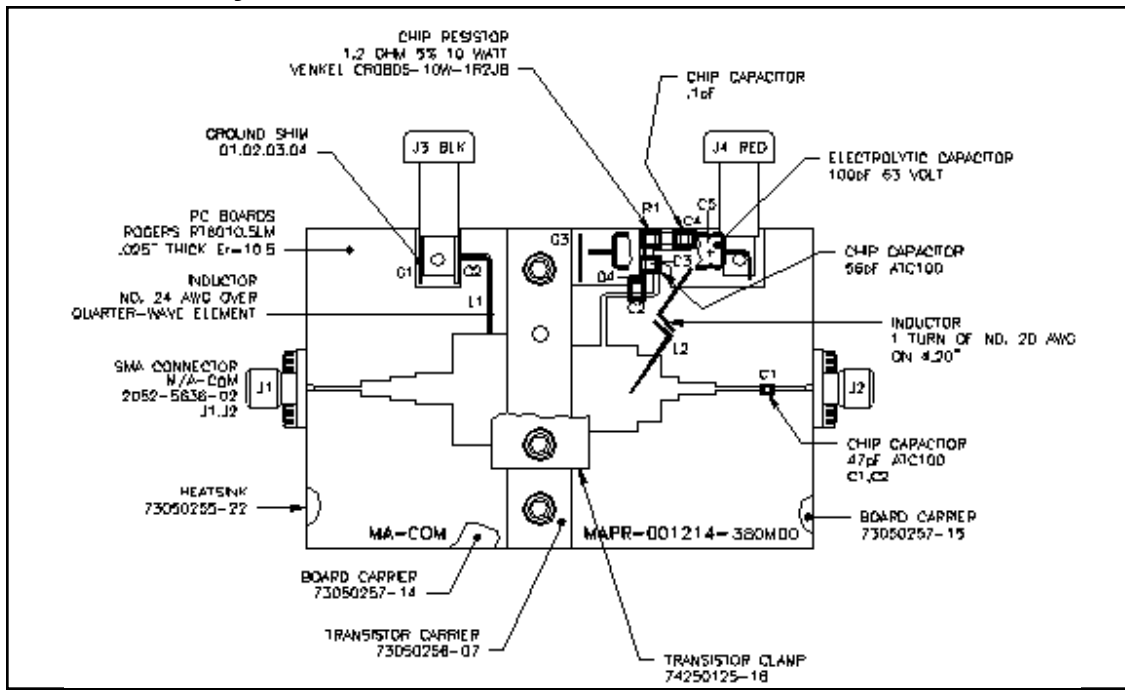 CHIP RESISTOR
1.2 OHM 5% 10 WATT
VENKEL CR0805-10W-1R2JB
CHIP CAPACITOR
.1pF
GROUND SHIM
01.02.03.04
J3 BLK
J4 RED
ELECTROLYTIC CAPACITOR
100pF 63 VOLT
PC BOARDS
ROGERS RT6010.5LM
.025" THICK Er=10.5
R1
C5
C4
G1
G2
G3
G4
C3
C2
CHIP CAPACITOR
56pF ATC100
INDUCTOR
NO. 24 AWG OVER
QUARTER-WAVE ELEMENT
L1
L2
INDUCTOR
1 TURN OF NO. 20 AWG
ON 4.20"
SMA CONNECTOR
M/A-COM
2052-5636-02
J1.J2
J1
C1
J2
CHIP CAPACITOR
47pF ATC100
C1,C2
HEATSINK
73050255-22
MA-COM
MAPR-001214-380M00
BOARD CARRIER
73050257-15
BOARD CARRIER
73050257-14
TRANSISTOR CARRIER
73050256-07
TRANSISTOR CLAMP
74250125-16